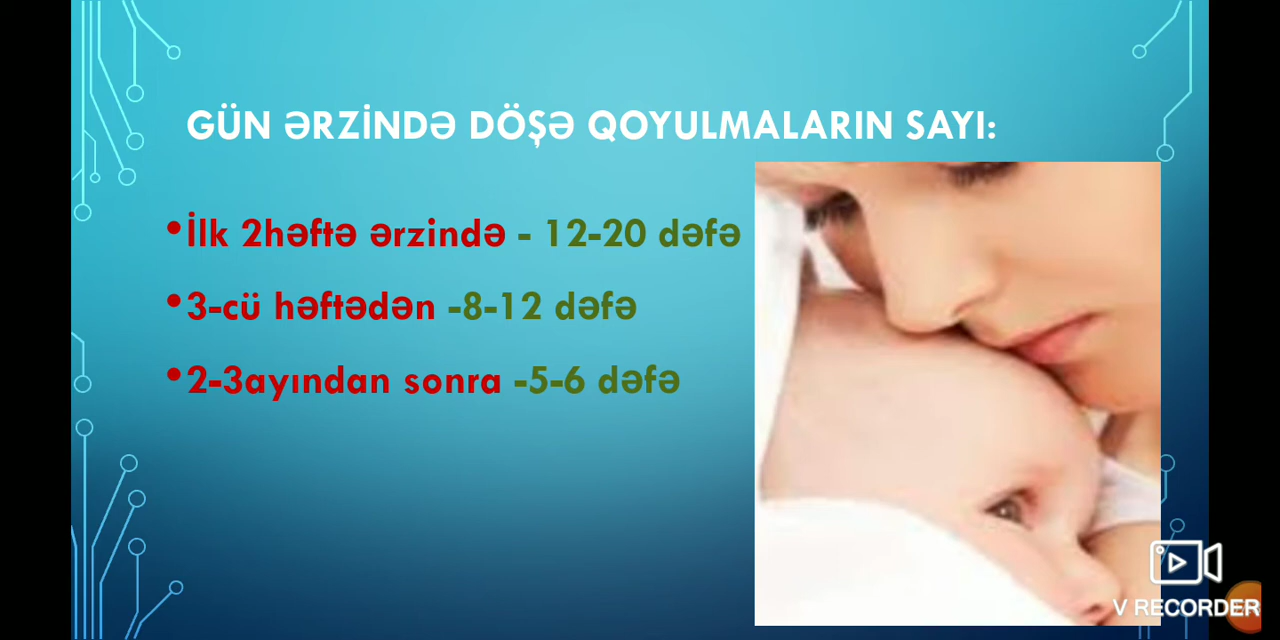 GÜN ƏRZİNDƏ DÖŞƏ QOYULMALARIN SAYI:
•İlk 2həftə ərzində - 12-20 dəfə
•3-cü həftədən -8-12 dəfə
•2-3ayından sonra -5-6 dəfə
V RECORDER